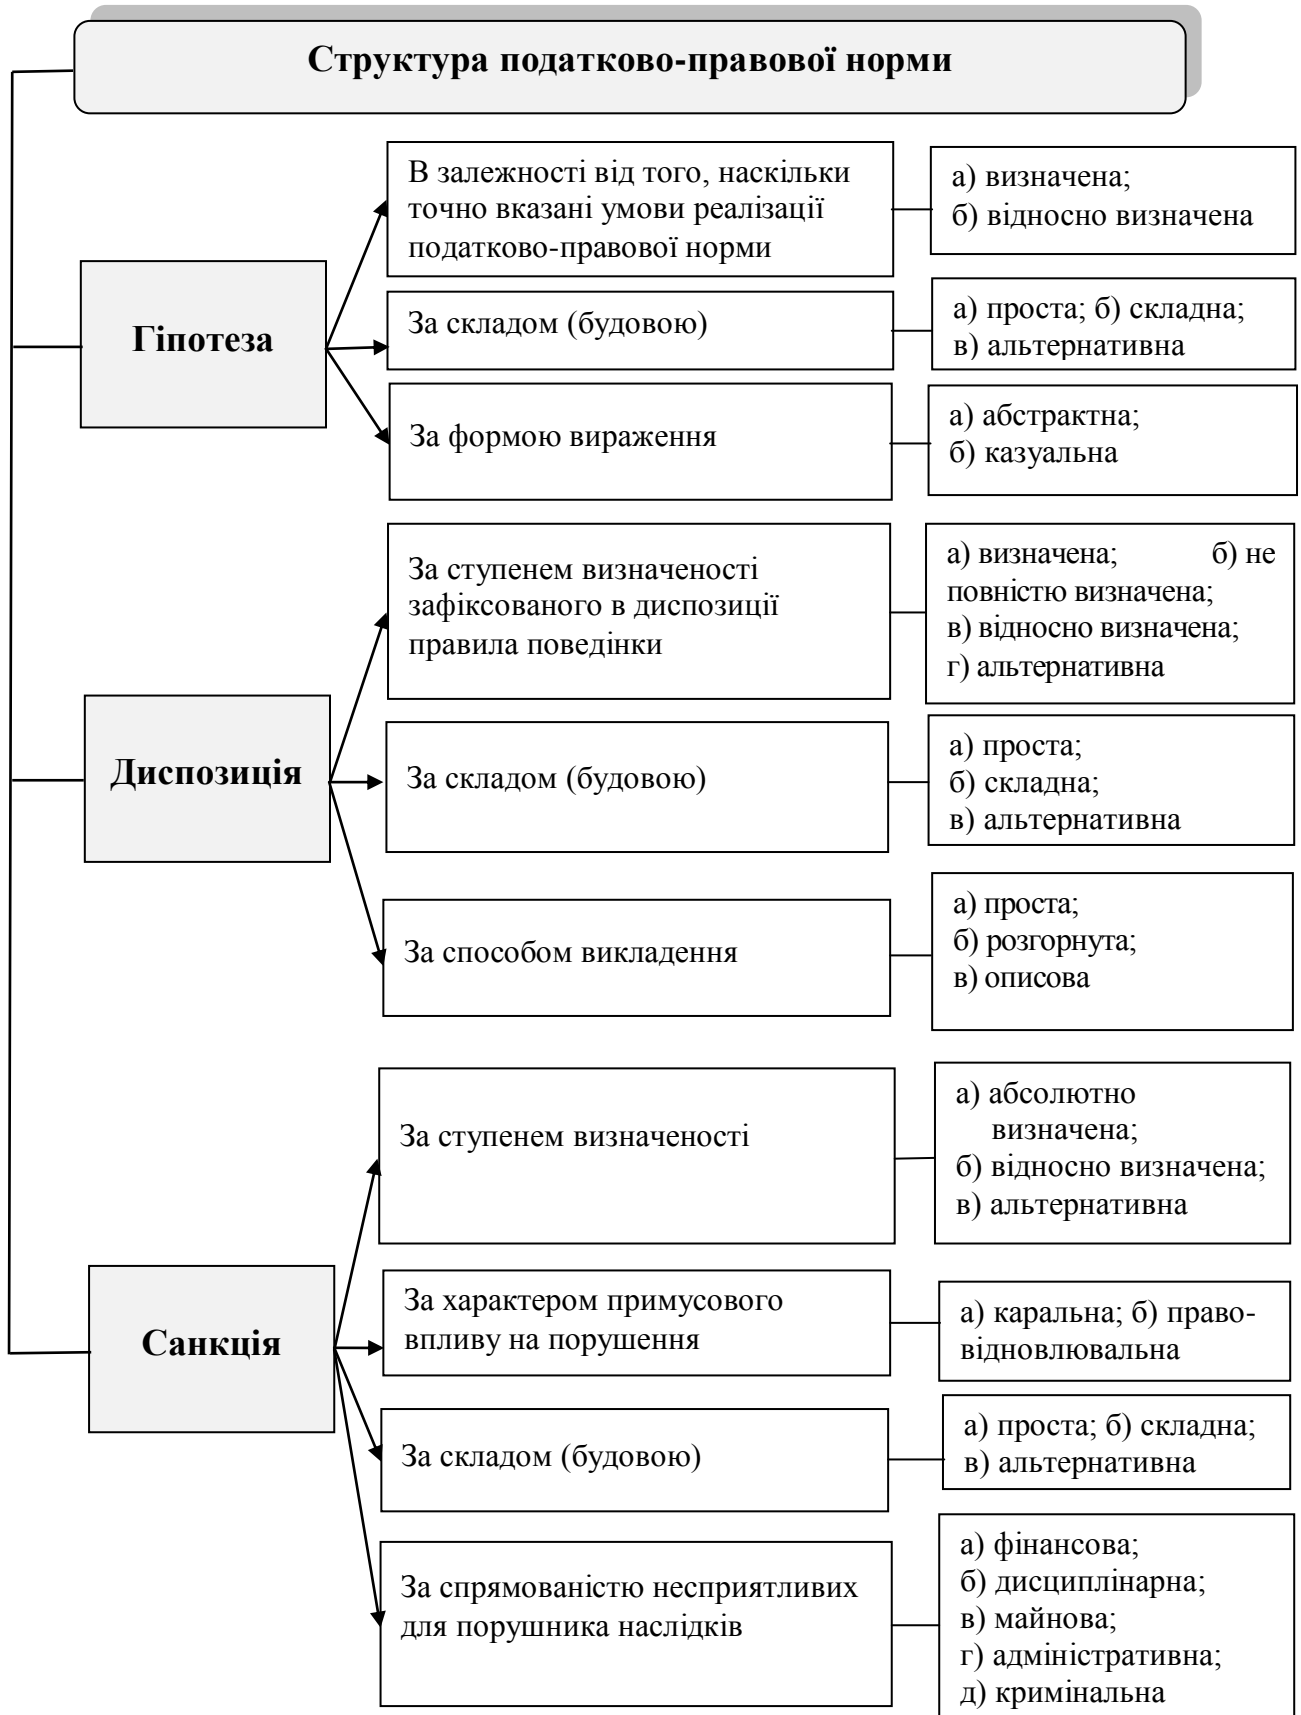 Структура податково-правової норми
Гіпотеза
В залежності від того, наскільки
точно вказані умови реалізації
податково-правової норми
а) визначена;
б) відносно визначена
За складом (будовою)
а) проста; б) складна;
в) альтернативна
За формою вираження
а) абстрактна;
б) казуальна
Диспозиція
За ступенем визначеності
зафіксованого в диспозиції
правила поведінки
а) визначена; б) не
повністю визначена;
в) відносно визначена;
г) альтернативна
За складом (будовою)
а) проста;
б) складна;
в) альтернативна
За способом викладення
а) проста;
б) розгорнута;
в) описова
Санкція
За ступенем визначеності
а) абсолютно
визначена;
б) відносно визначена;
в) альтернативна
За характером примусового
впливу на порушення
а) каральна; б) право-
відновлювальна
За складом (будовою)
а) проста; б) складна;
в) альтернативна
За спрямованістю несприятливих
для порушника наслідків
а) фінансова;
б) дисциплінарна;
в) майнова;
г) адміністративна;
д) кримінальна